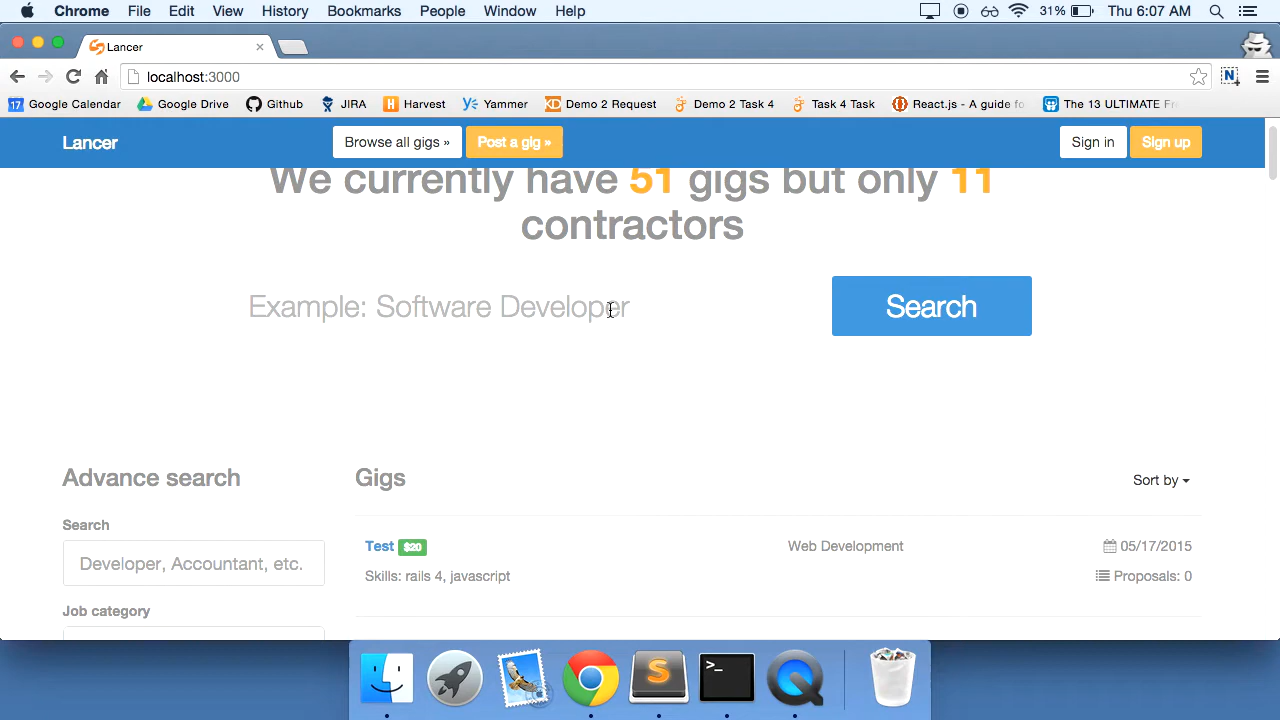 Chrome File Edit View History Bookmarks People Window Help 31% Thu 6:07 AM
Lancer
localhost:3000
17 Google Calendar Google Drive Github JIRA Harvest Yammer Demo 2 Request Demo 2 Task 4 Task 4 Task React.js - A guide fo The 13 ULTIMATE Fr
Lancer Browse all gigs » Post a gig » Sign in Sign up
We currently have 51 gigs but only 11
contractors
Example: Software Developer Search
Advance search Gigs Sort by
Search
Test $20 Web Development 05/17/2015
Developer, Accountant, etc.
Skills: rails 4, javascript Proposals: 0
Job category